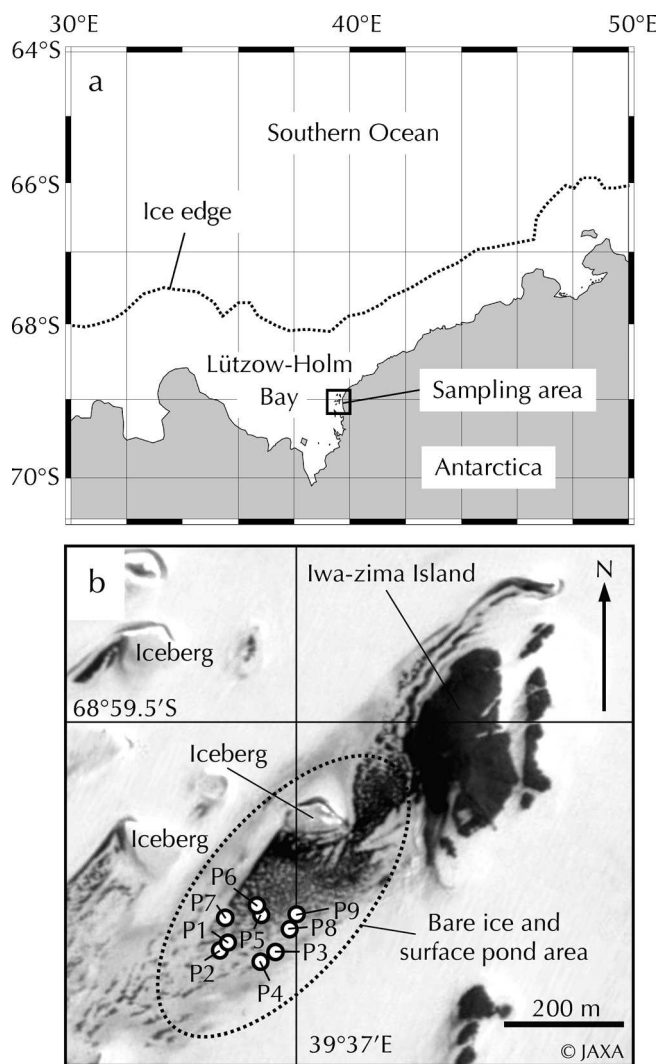 30°E
40°E
50°E
64°S
a
Southern Ocean
66°S
Ice edge
68°S
Lützow-Holm
Bay
Sampling area
Antarctica
70°S
b
Iwa-zima Island
N
Iceberg
68°59.5′S
Iceberg
Iceberg
P6
P7
P9
P1
P5
P8
P2
P3
P4
Bare ice and
surface pond area
200 m
39°37′E
© JAXA